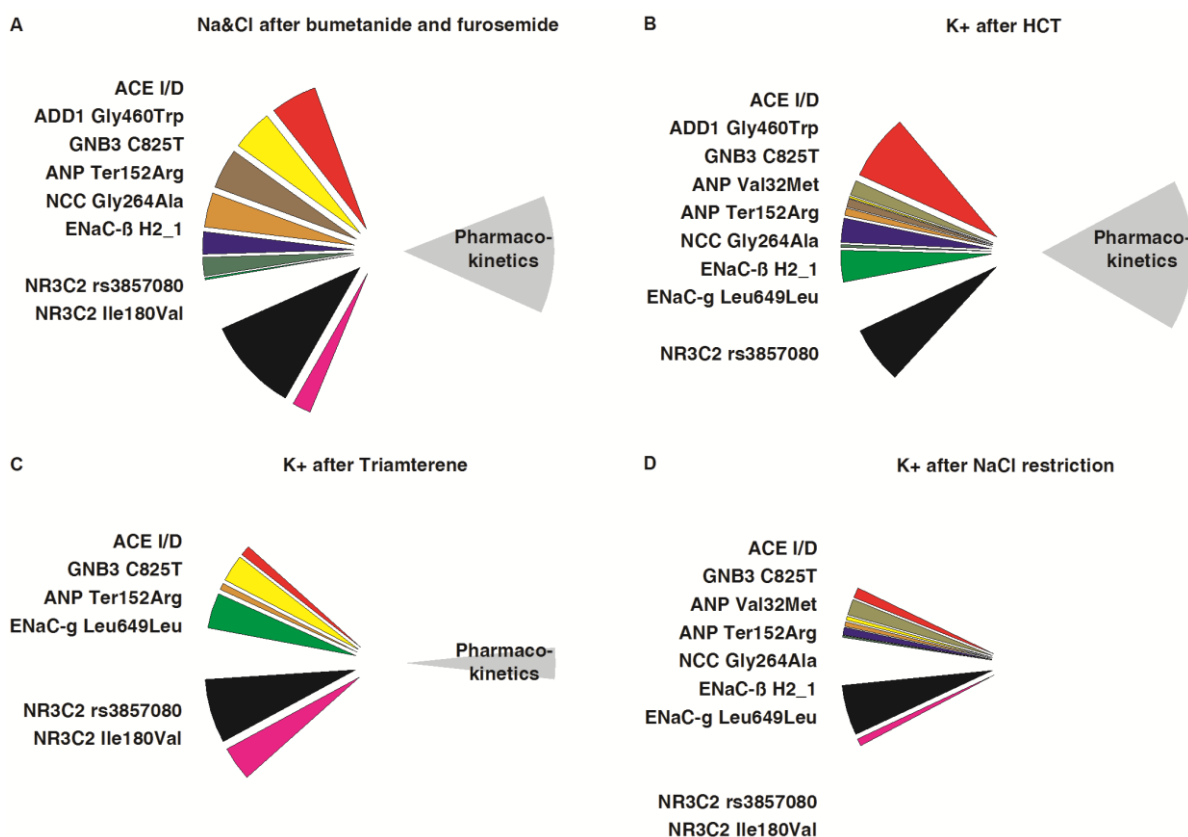 A
Na&Cl after bumetanide and furosemide
ACE I/D
ADD1 Gly460Trp
GNB3 C825T
ANP Ter152Arg
NCC Gly264Ala
ENaC-ß H2_1
NR3C2 rs3857080
NR3C2 Ile180Val
Pharmaco-
kinetics
B
K+ after HCT
ACE I/D
ADD1 Gly460Trp
GNB3 C825T
ANP Val32Met
ANP Ter152Arg
NCC Gly264Ala
ENaC-ß H2_1
ENaC-g Leu649Leu
NR3C2 rs3857080
Pharmaco-
kinetics
C
K+ after Triamterene
ACE I/D
GNB3 C825T
ANP Ter152Arg
ENaC-g Leu649Leu
NR3C2 rs3857080
NR3C2 Ile180Val
Pharmaco-
kinetics
D
K+ after NaCl restriction
ACE I/D
GNB3 C825T
ANP Val32Met
ANP Ter152Arg
NCC Gly264Ala
ENaC-ß H2_1
ENaC-g Leu649Leu
NR3C2 rs3857080
NR3C2 Ile180Val